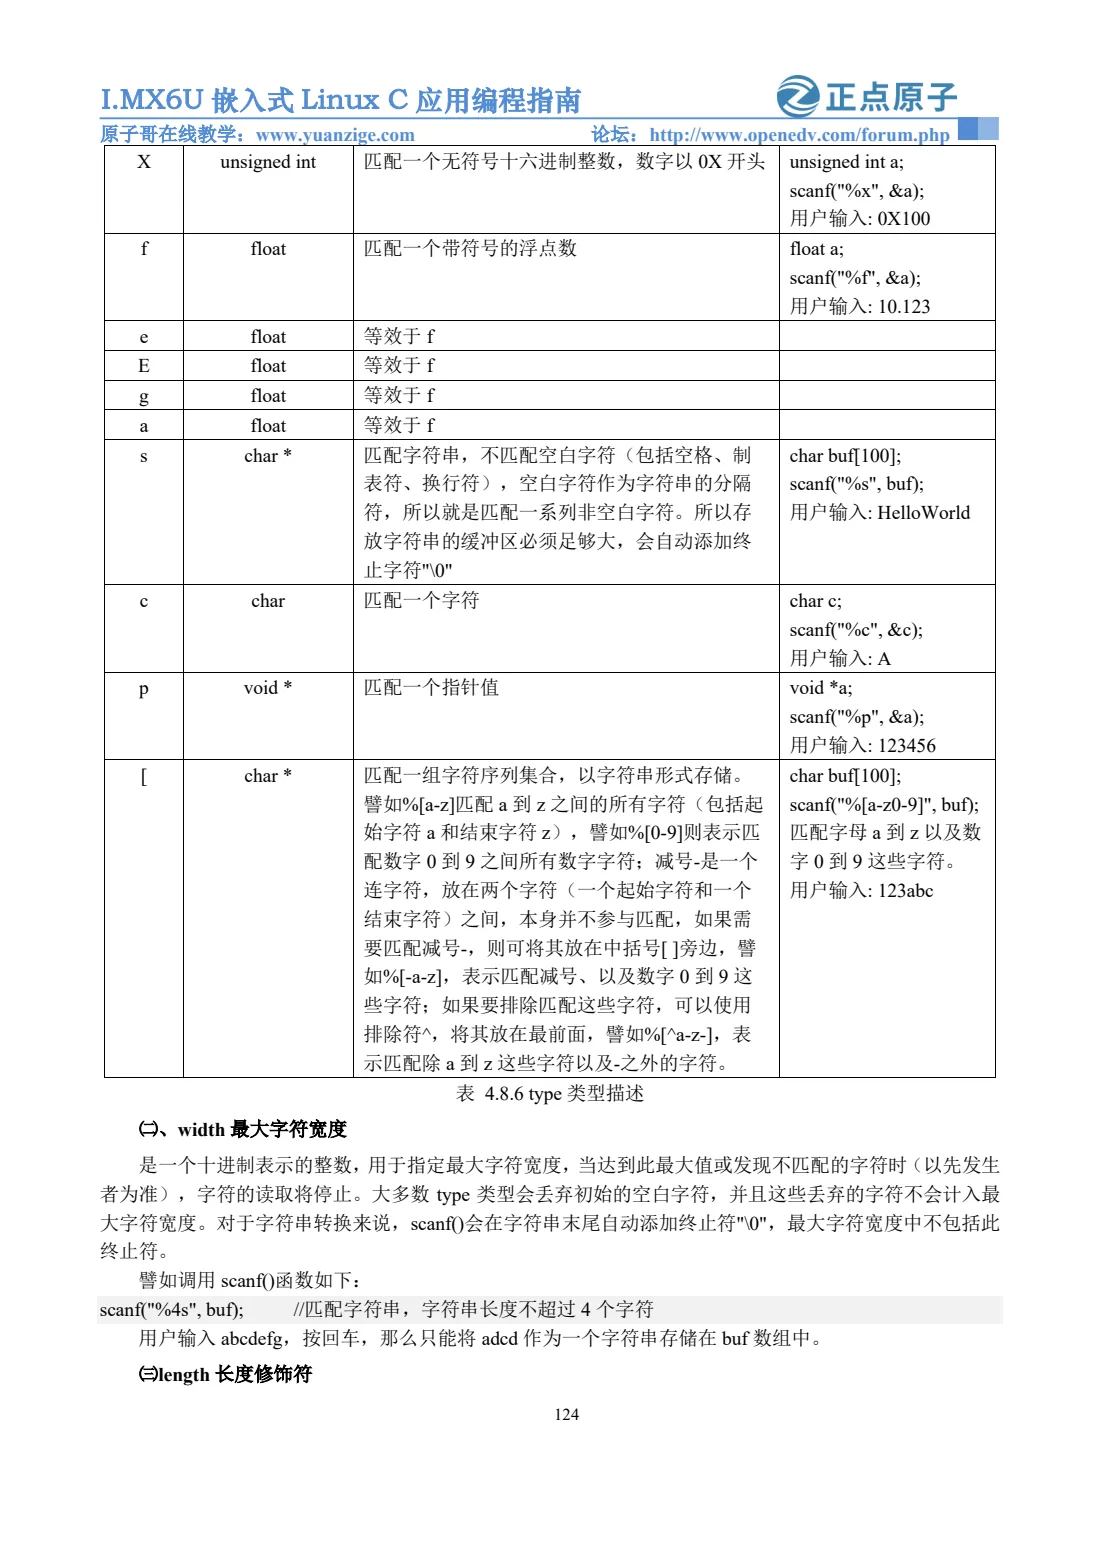 I.MX6U 嵌入式 Linux C 应用编程指南
正点原子
原子哥在线教学：www.yuanzige.com 论坛：http://www.openedv.com/forum.php
X unsigned int 匹配一个无符号十六进制整数，数字以 0X 开头 unsigned int a;
scanf("%x", &a);
用户输入: 0X100
f float 匹配一个带符号的浮点数 float a;
scanf("%f", &a);
用户输入: 10.123
e float 等效于 f
E float 等效于 f
g float 等效于 f
a float 等效于 f
s char * 匹配字符串，不匹配空白字符（包括空格、制 char buf[100];
表符、换行符），空白字符作为字符串的分隔 scanf("%s", buf);
符，所以就是匹配一系列非空白字符。所以存 用户输入: HelloWorld
放字符串的缓冲区必须足够大，会自动添加终
止字符"\0"
c char 匹配一个字符 char c;
scanf("%c", &c);
用户输入: A
p void * 匹配一个指针值 void *a;
scanf("%p", &a);
用户输入: 123456
[ char * 匹配一组字符序列集合，以字符串形式存储。 char buf[100];
譬如%[a-z]匹配 a 到 z 之间的所有字符（包括起 scanf("%[a-z0-9]", buf);
始字符 a 和结束字符 z），譬如%[0-9]则表示匹 匹配字母 a 到 z 以及数
配数字 0 到 9 之间所有数字字符；减号-是一个 字 0 到 9 这些字符。
连字符，放在两个字符（一个起始字符和一个 用户输入: 123abc
结束字符）之间，本身并不参与匹配，如果需
要匹配减号-，则可将其放在中括号[ ]旁边，譬
如%[-a-z]，表示匹配减号、以及数字 0 到 9 这
些字符；如果要排除匹配这些字符，可以使用
排除符^，将其放在最前面，譬如%[^a-z-]，表
示匹配除 a 到 z 这些字符以及-之外的字符。
表 4.8.6 type 类型描述
㈡、width 最大字符宽度
是一个十进制表示的整数，用于指定最大字符宽度，当达到此最大值或发现不匹配的字符时（以先发生
者为准），字符的读取将停止。大多数 type 类型会丢弃初始的空白字符，并且这些丢弃的字符不会计入最
大字符宽度。对于字符串转换来说，scanf()会在字符串末尾自动添加终止符"\0"，最大字符宽度中不包括此
终止符。
譬如调用 scanf()函数如下：
scanf("%4s", buf); //匹配字符串，字符串长度不超过 4 个字符
用户输入 abcdefg，按回车，那么只能将 adcd 作为一个字符串存储在 buf 数组中。
㈢length 长度修饰符
124